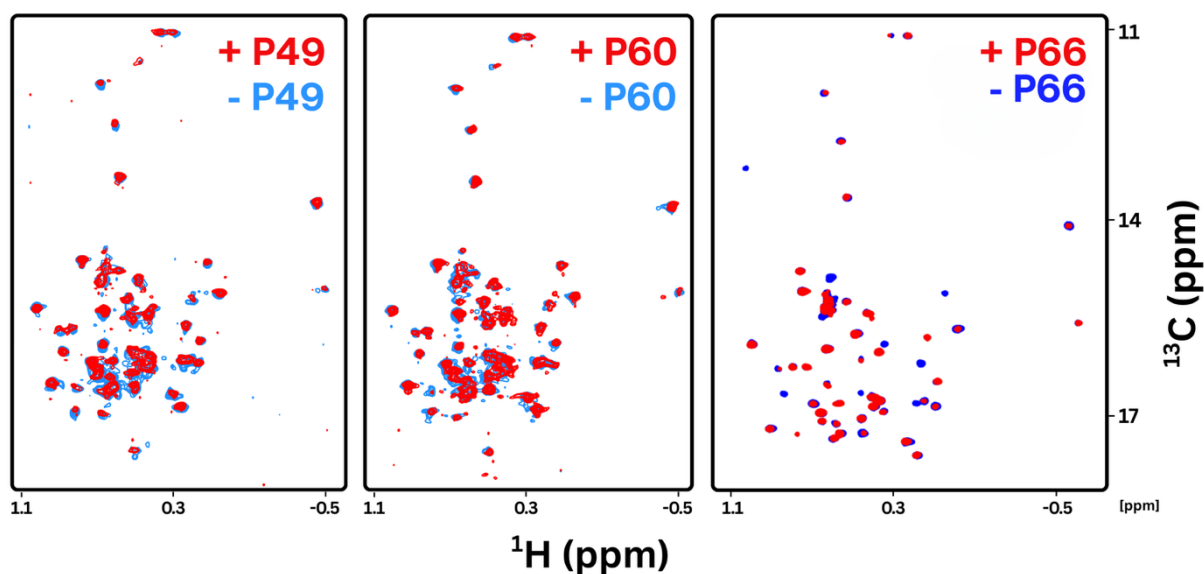 + P49
- P49
+ P60
- P60
+ P66
- P66
11
14
17
¹³C (ppm)
1.1 0.3 -0.5
1.1 0.3 -0.5
1.1 0.3 -0.5 [ppm]
¹H (ppm)